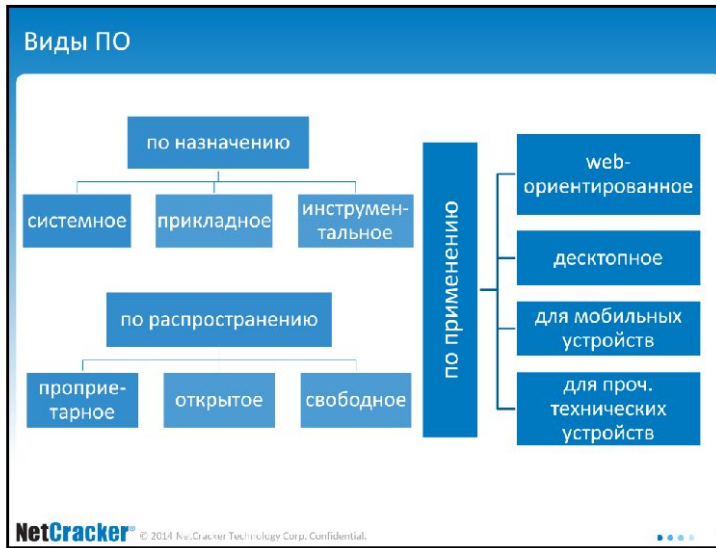 Виды ПО
по назначению
системное
прикладное
инструмен-
тальное
по распространению
проприе-
тарное
открытое
свободное
по применению
web-
ориентированное
десктопное
для мобильных
устройств
для проч.
технических
устройств
NetCracker® © 2014 NetCracker Technology Corp. Confidential.